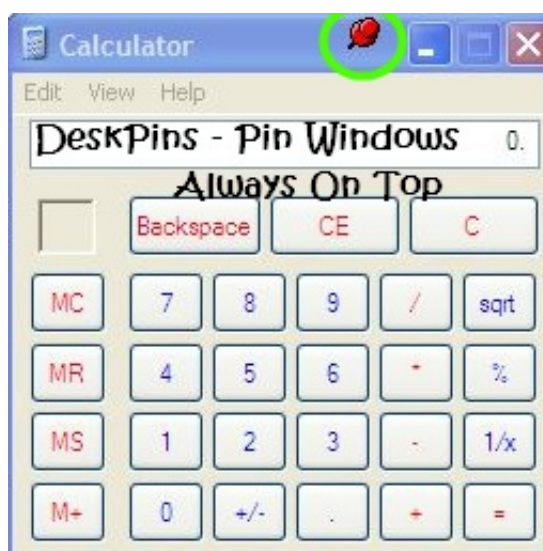 Calculator
Edit View Help
DeskPins - Pin Windows 0.
Always On Top
Backspace CE C
MC 7 8 9 / sqrt
MR 4 5 6 * %
MS 1 2 3 - 1/x
M+ 0 +/- . + =